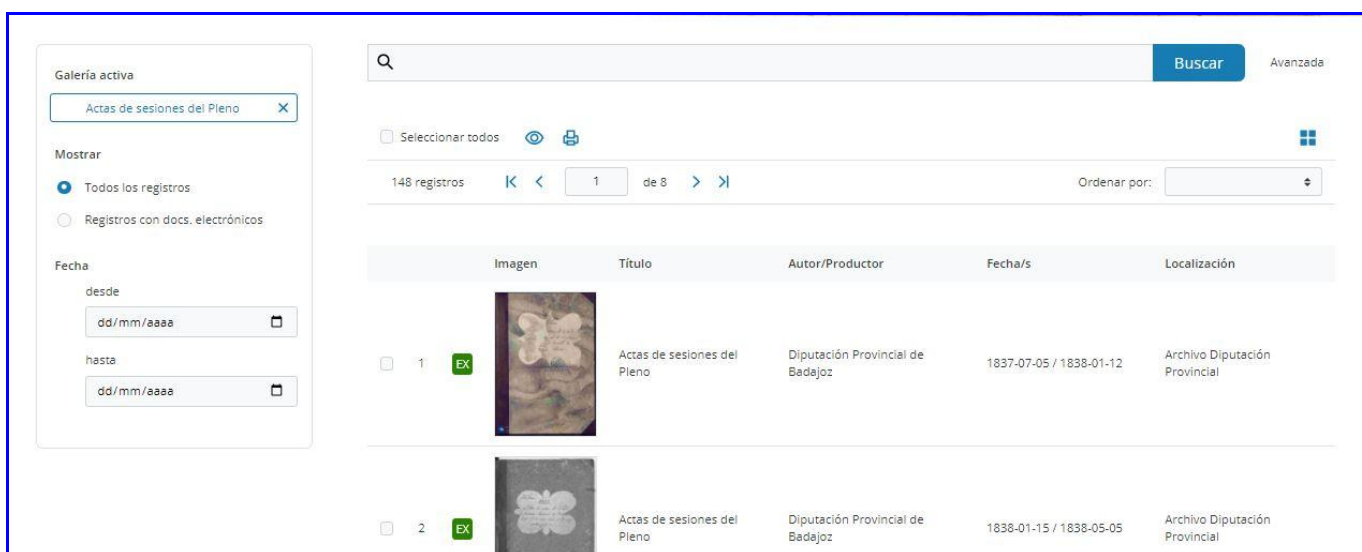 Galería activa
Actas de sesiones del Pleno
Mostrar
Todos los registros
Registros con docs. electrónicos
Fecha
desde
dd/mm/aaaa
hasta
dd/mm/aaaa
Buscar Avanzada
Seleccionar todos
148 registros 1 de 8 Ordenar por:
Imagen Título Autor/Productor Fecha/s Localización
1 EX Actas de sesiones del Diputación Provincial de 1837-07-05 / 1838-01-12 Archivo Diputación
Pleno Badajoz Provincial
2 EX Actas de sesiones del Diputación Provincial de 1838-01-15 / 1838-05-05 Archivo Diputación
Pleno Badajoz Provincial